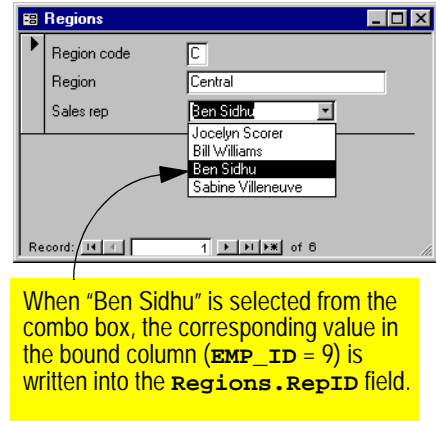 Regions
Region code C
Region Central
Sales rep Ben Sidhu
Jocelyn Scorer
Bill Williams
Ben Sidhu
Sabine Villeneuve
Record: 1 of 6
When "Ben Sidhu" is selected from the
combo box, the corresponding value in
the bound column (EMP_ID = 9) is
written into the Regions.RepID field.